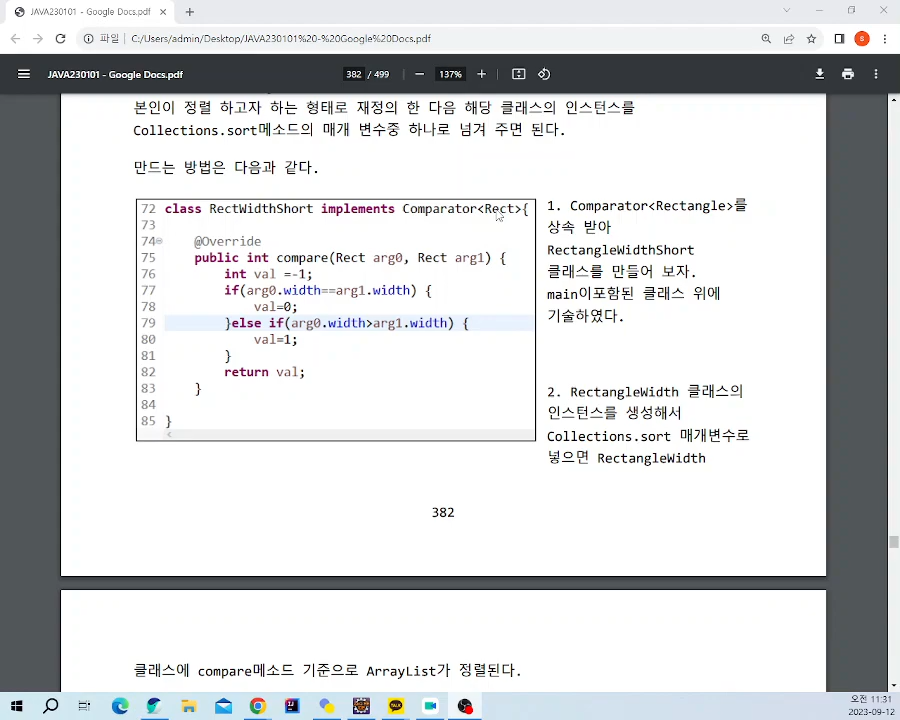 JAVA230101 - Google Docs.pdf
파일 C:/Users/admin/Desktop/JAVA230101%20-%20Google%20Docs.pdf
JAVA230101 - Google Docs.pdf 382 / 499 137%
본인이 정렬 하고자 하는 형태로 재정의 한 다음 해당 클래스의 인스턴스를
Collections.sort메소드의 매개 변수중 하나로 넘겨 주면 된다.
만드는 방법은 다음과 같다.
72 class RectWidthShort implements Comparator<Rect>{
73
74 @Override
75 public int compare(Rect arg0, Rect arg1) {
76 int val =-1;
77 if(arg0.width==arg1.width) {
78 val=0;
79 }else if(arg0.width>arg1.width) {
80 val=1;
81 }
82 return val;
83 }
84
85 }
1. Comparator<Rectangle>를
상속 받아
RectangleWidthShort
클래스를 만들어 보자.
main이포함된 클래스 위에
기술하였다.
2. RectangleWidth 클래스의
인스턴스를 생성해서
Collections.sort 매개변수로
넣으면 RectangleWidth
382
클래스에 compare메소드 기준으로 ArrayList가 정렬된다.
오전 11:31
2023-09-12